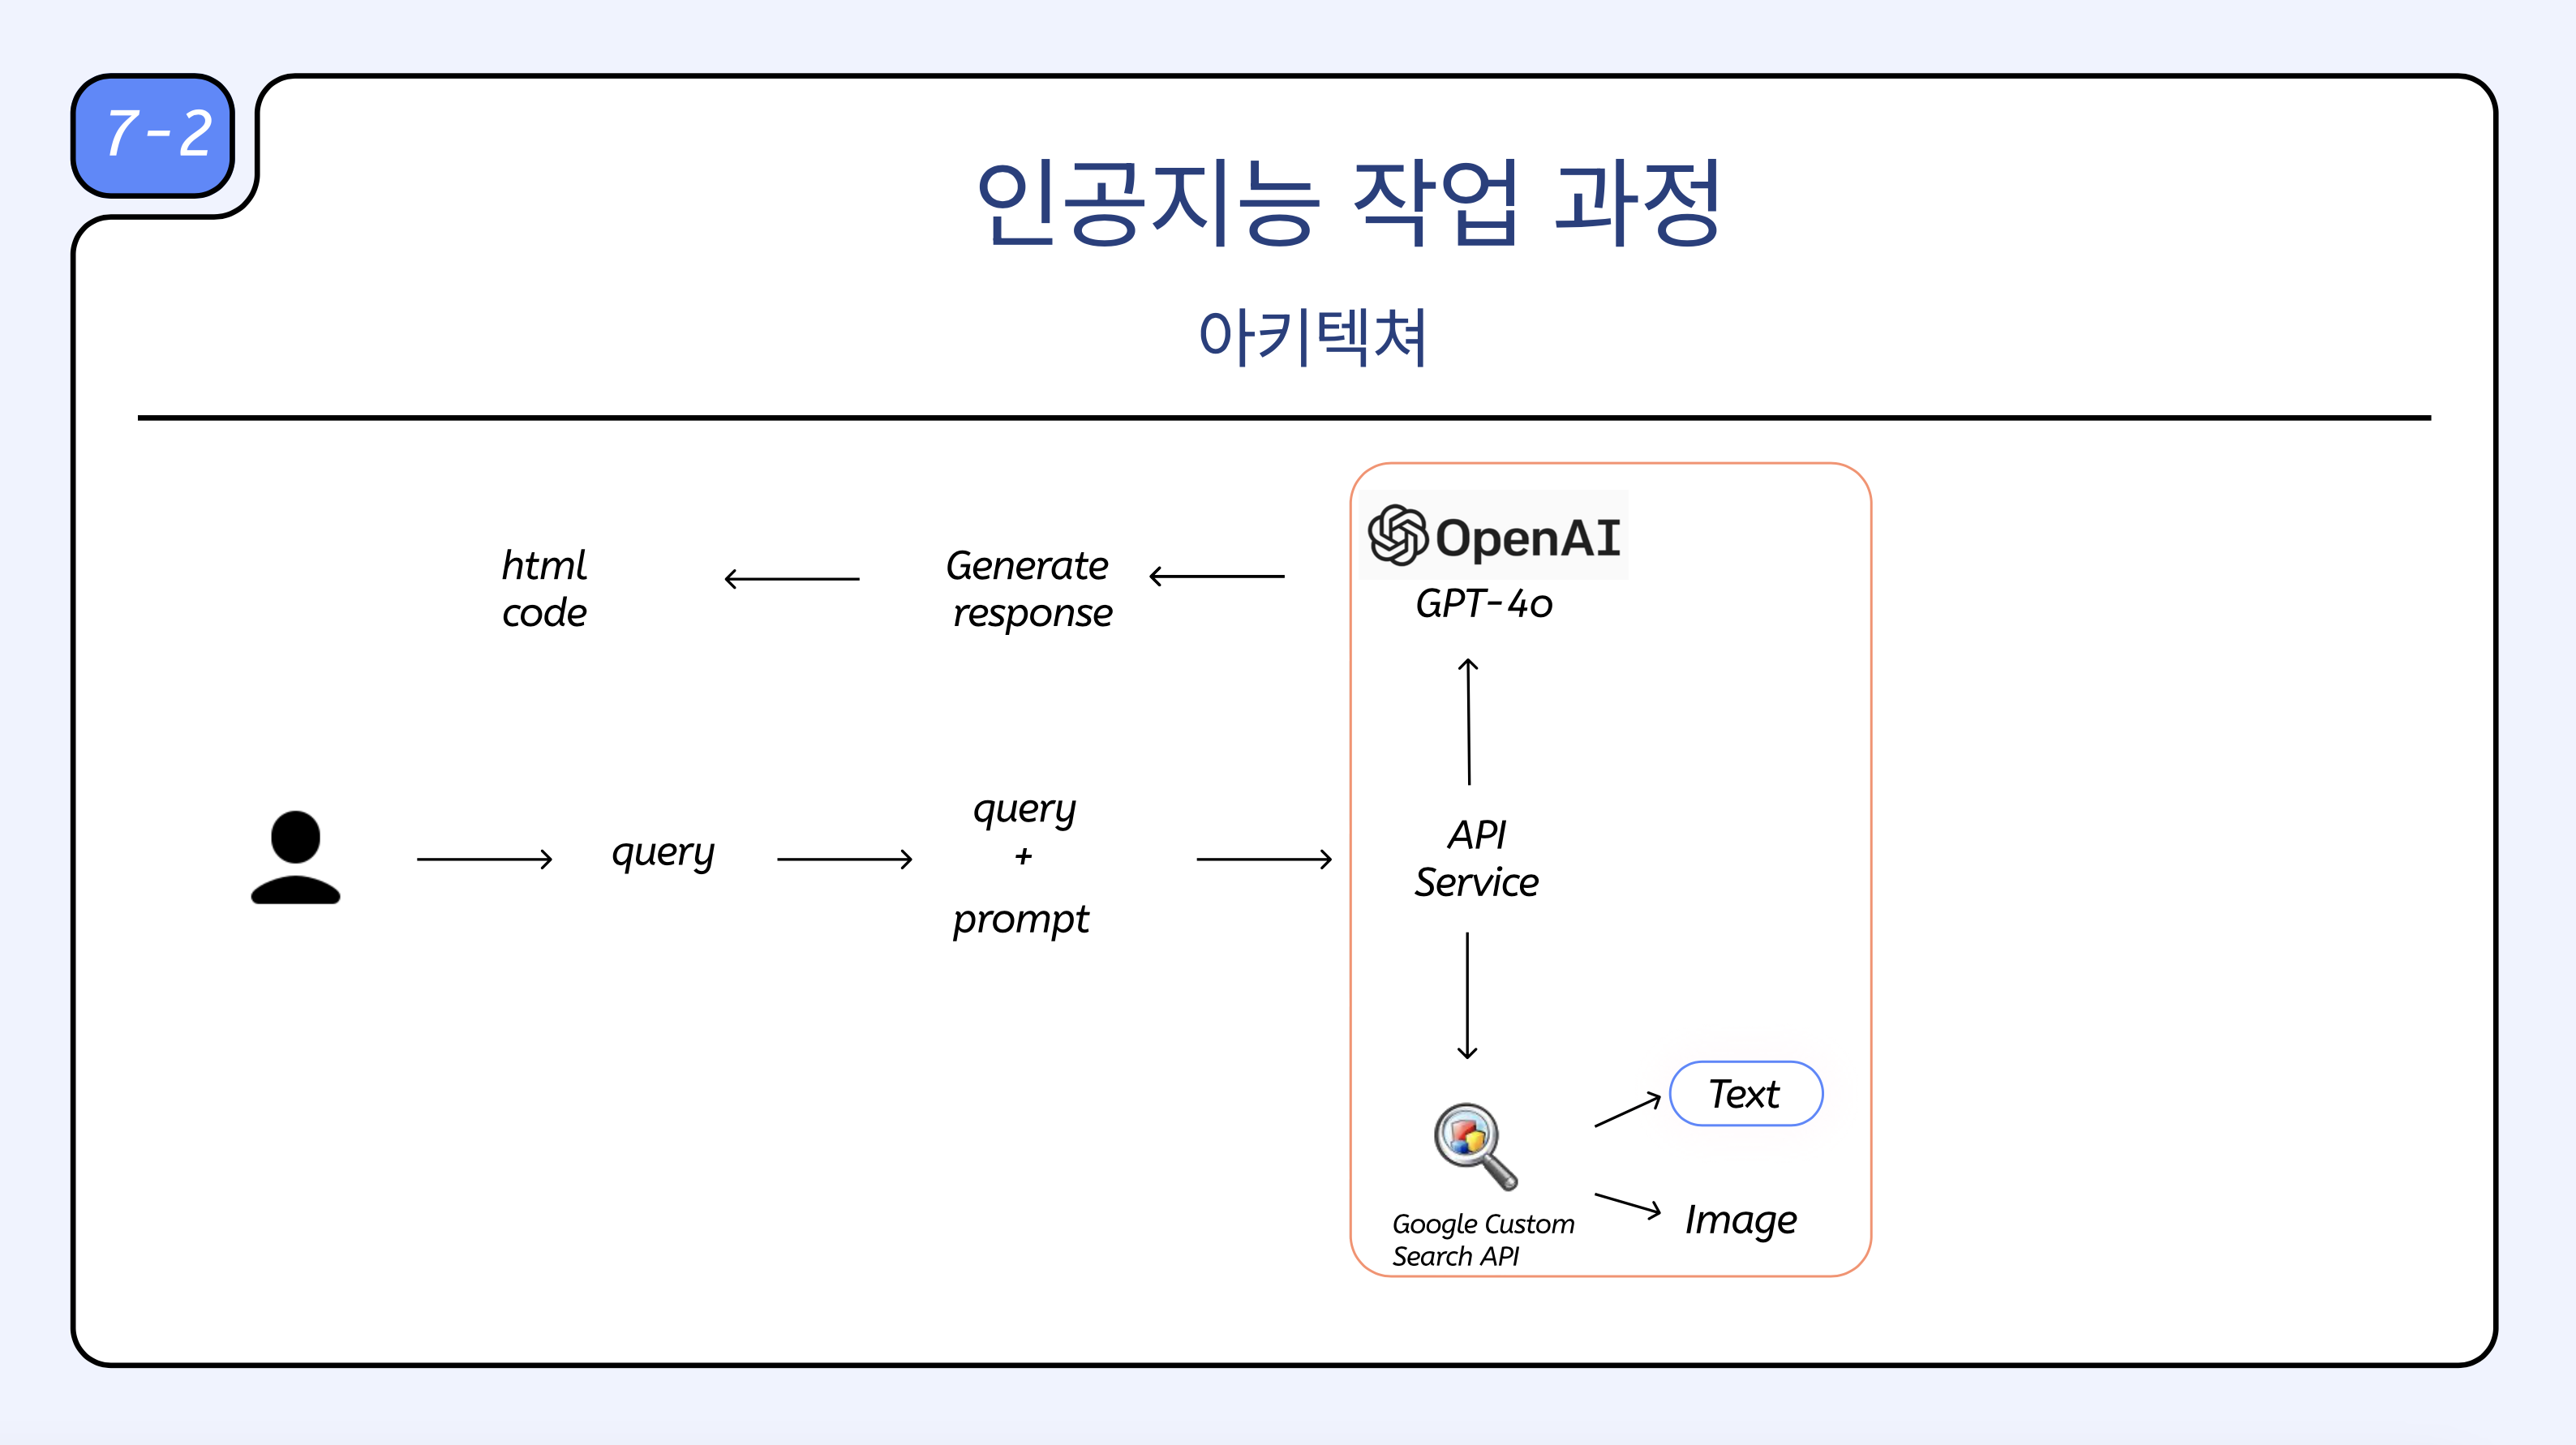 7-2
인공지능 작업 과정
아키텍쳐
html
code
Generate
response
OpenAI
GPT-4o
query
query
+
prompt
API
Service
Text
Image
Google Custom
Search API